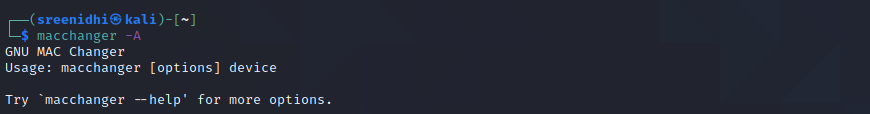 ┌──(sreenidhi㉿kali)-[~]
└─$ macchanger -A
GNU MAC Changer
Usage: macchanger [options] device
Try `macchanger --help' for more options.